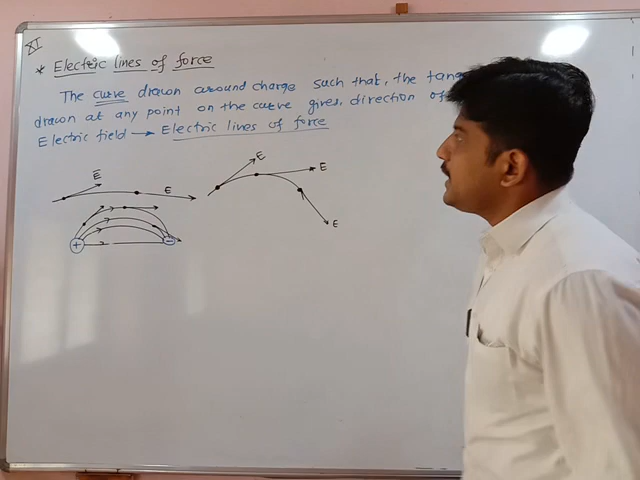 XI
* Electric lines of force
The curve drawn around charge such that, the
drawn at any point on the curve gives, direction of
Electric field → Electric lines of force
E E E E
E
+ -